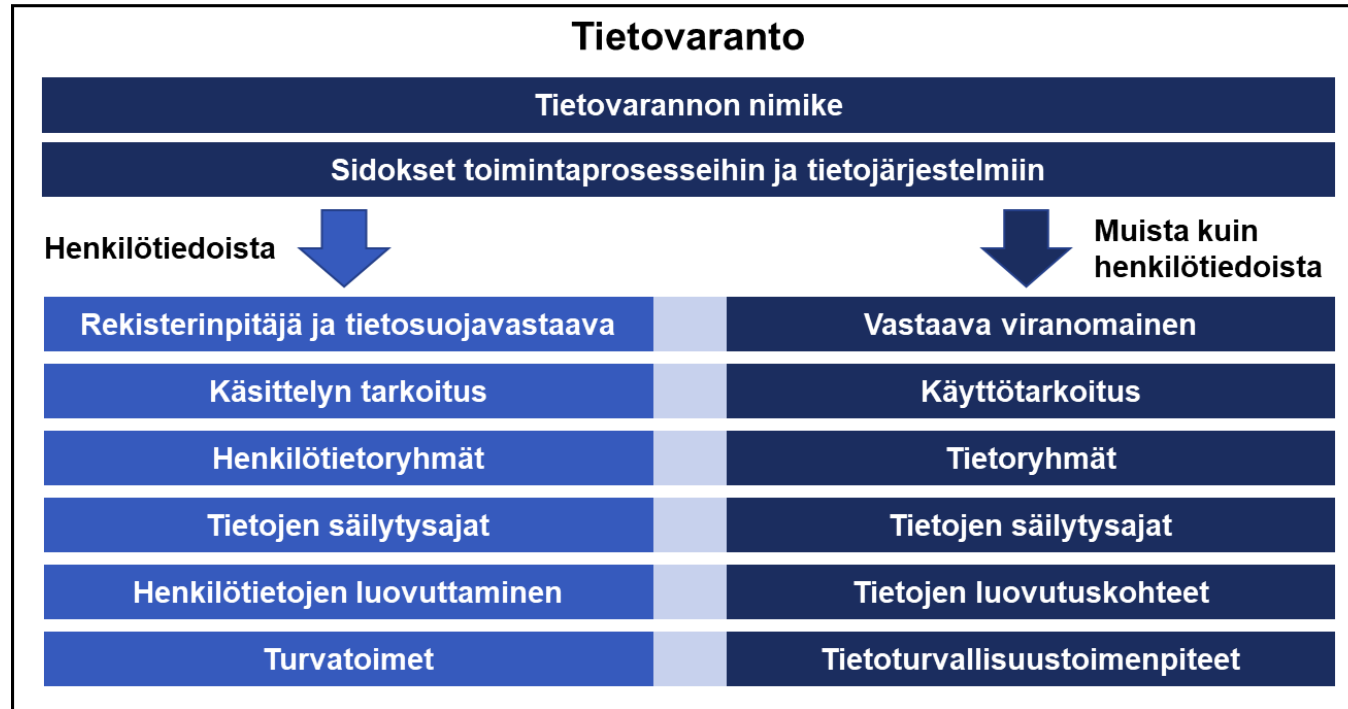 Tietovaranto
Tietovarannon nimike
Sidokset toimintaprosesseihin ja tietojärjestelmiin
Henkilötiedoista
Muista kuin
henkilötiedoista
Rekisterinpitäjä ja tietosuojavastaava
Vastaava viranomainen
Käsittelyn tarkoitus
Käyttötarkoitus
Henkilötietoryhmät
Tietoryhmät
Tietojen säilytysajat
Tietojen säilytysajat
Henkilötietojen luovuttaminen
Tietojen luovutuskohteet
Turvatoimet
Tietoturvallisuustoimenpiteet